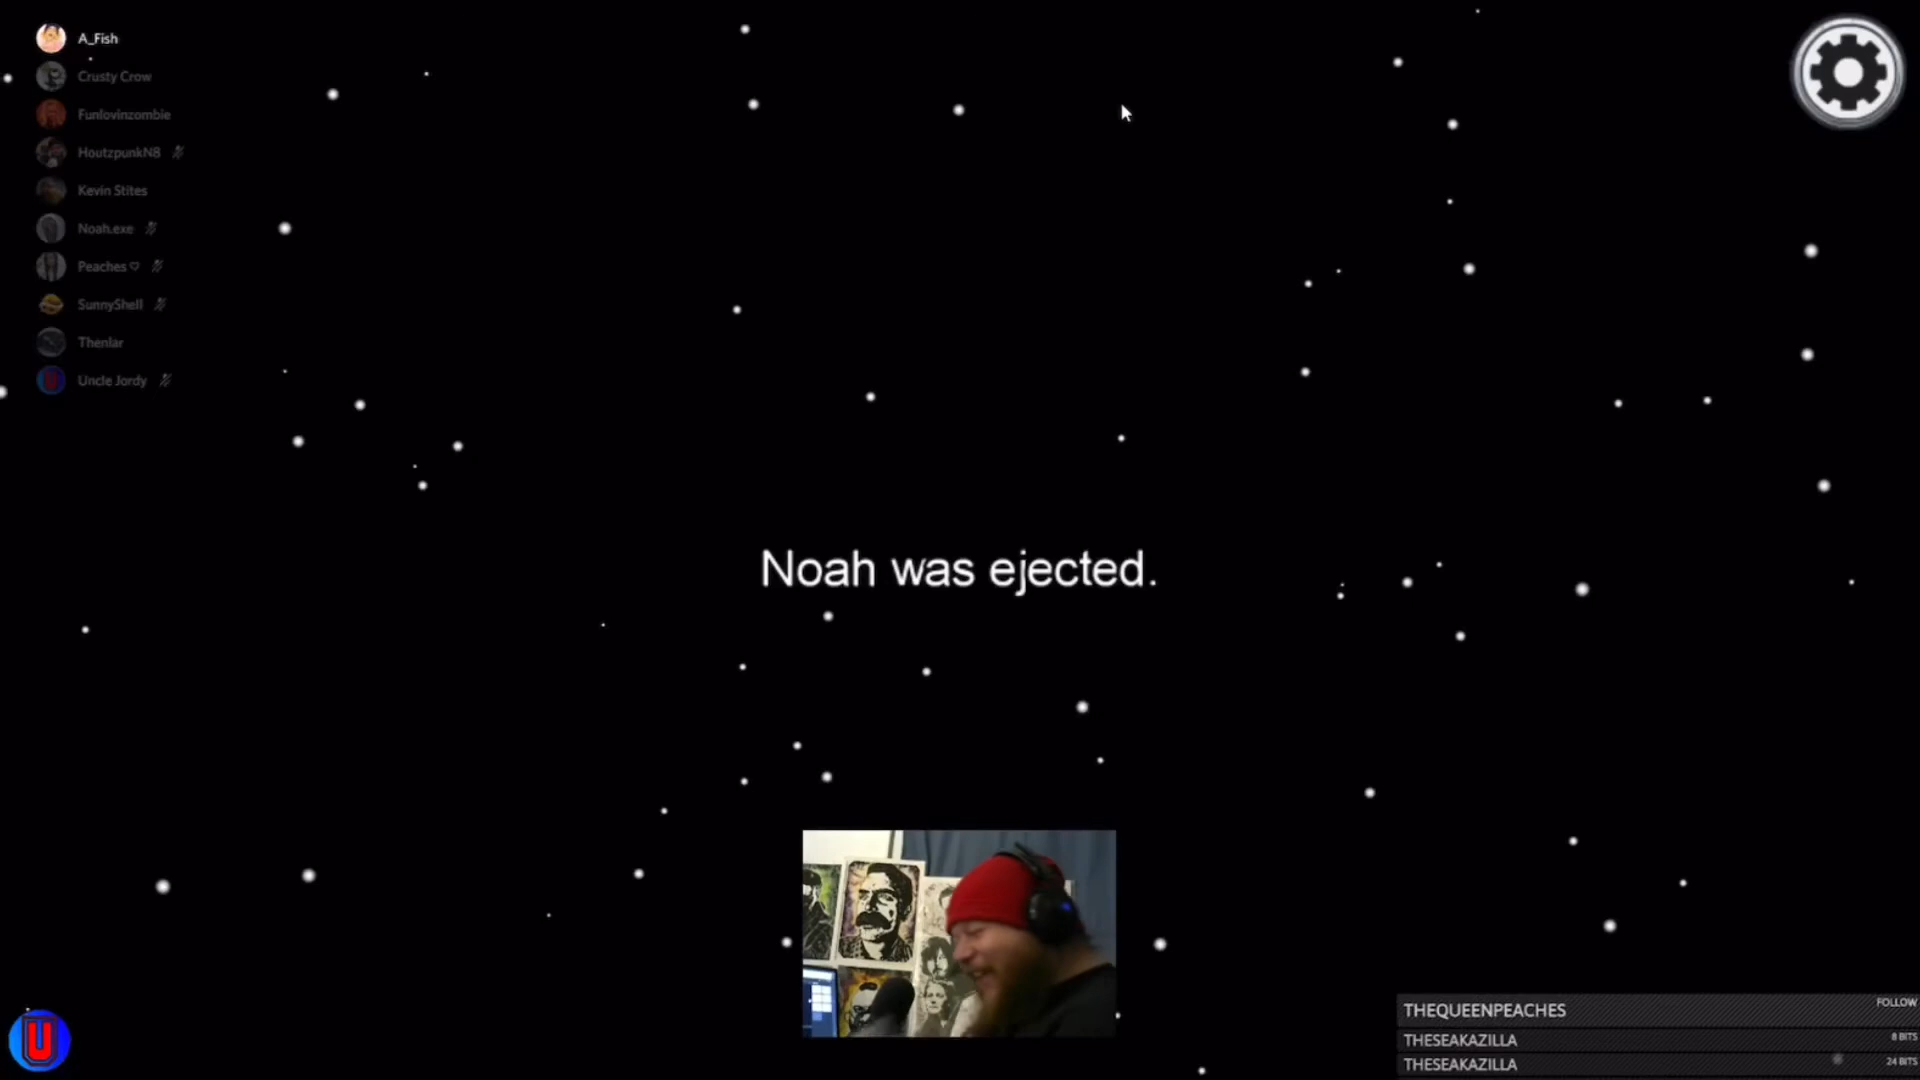 A_Fish
Crusty Crow
Funlovinzombie
HoutzpunkN8
Kevin Stites
Noah.exe
Peaches♡
SunnyShell
Thenlar
Uncle Jordy
Noah was ejected.
U
THEQUEENPEACHES FOLLOW
THESEAKAZILLA 8 BITS
THESEAKAZILLA 24 BITS